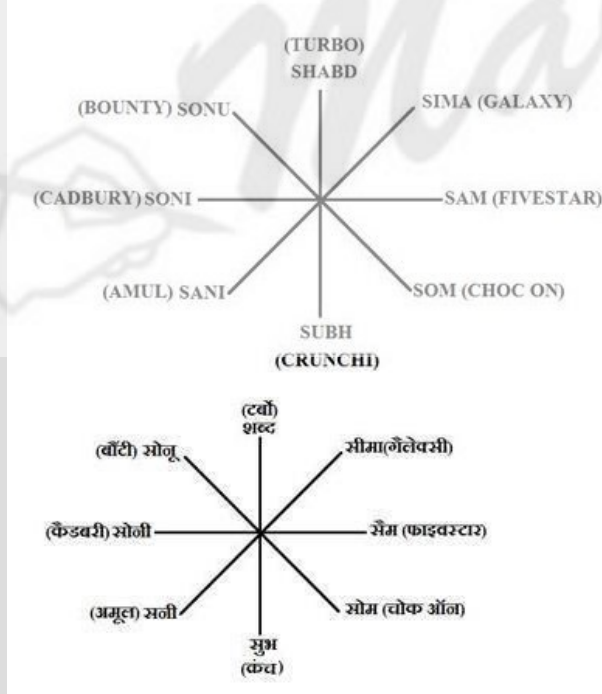 (TURBO)
SHABD
(BOUNTY) SONU
SIMA (GALAXY)
(CADBURY) SONI
SAM (FIVESTAR)
(AMUL) SANI
SOM (CHOC ON)
SUBH
(CRUNCHI)
(टर्बो)
शब्द
(बौंटी) सोनू
सीमा(गैलेक्सी)
(कैडबरी) सोनी
सैम (फाइवस्टार)
(अमूल) सनी
सोम (चोक ऑन)
सुभ
(क्रंच)